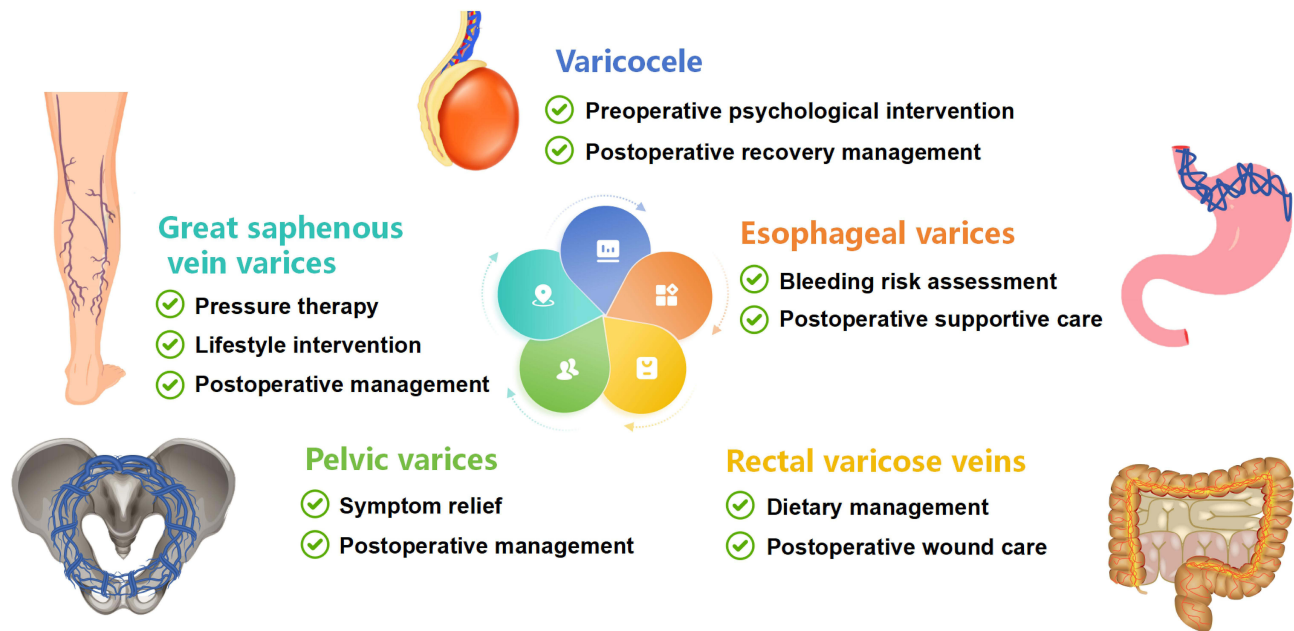 Varicocele
Preoperative psychological intervention
Postoperative recovery management
Great saphenous
vein varices
Pressure therapy
Lifestyle intervention
Postoperative management
Esophageal varices
Bleeding risk assessment
Postoperative supportive care
Pelvic varices
Symptom relief
Postoperative management
Rectal varicose veins
Dietary management
Postoperative wound care